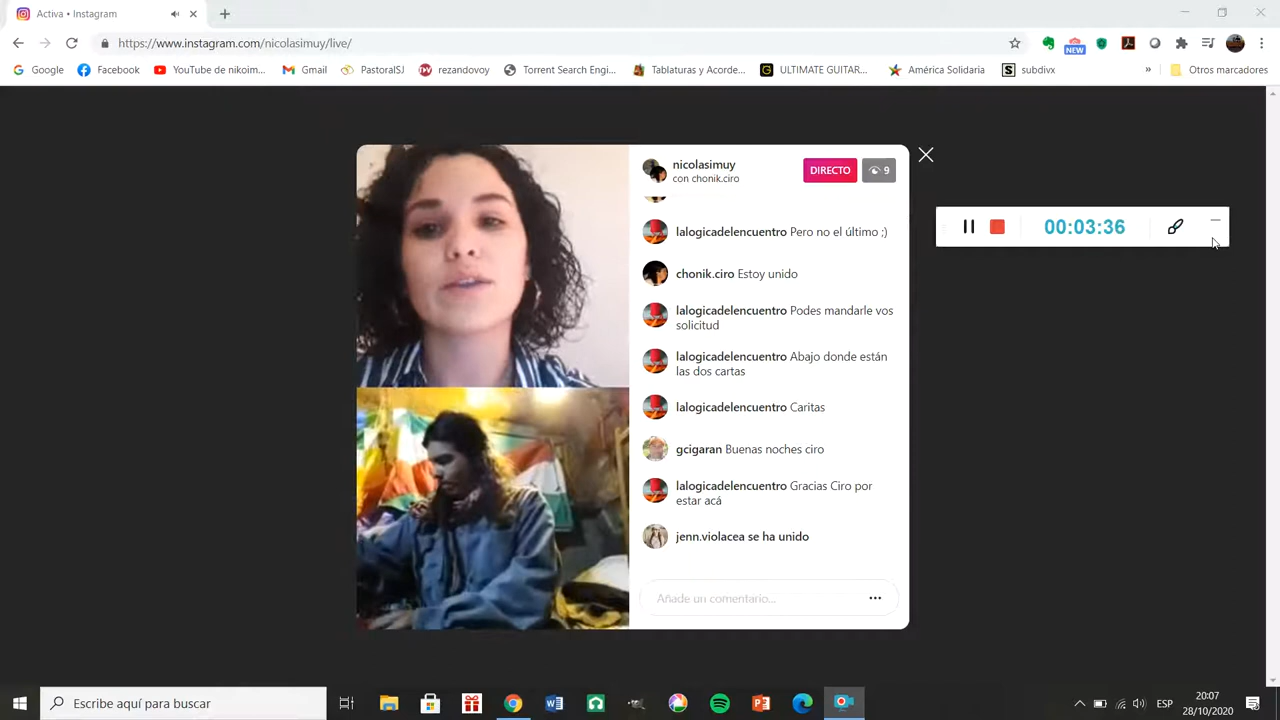 Activa • Instagram
https://www.instagram.com/nicolasimuy/live/
NEW
Google
Facebook
YouTube de nikoim...
Gmail
PastoralSJ
rezandovoy
Torrent Search Engi...
Tablaturas y Acorde...
ULTIMATE GUITAR...
América Solidaria
subdivx
»
Otros marcadores
nicolasimuy
con chonik.ciro
DIRECTO
9
lalogicadelencuentro Pero no el último ;)
chonik.ciro Estoy unido
lalogicadelencuentro Podes mandarle vos
solicitud
lalogicadelencuentro Abajo donde están
las dos cartas
lalogicadelencuentro Caritas
gcigaran Buenas noches ciro
lalogicadelencuentro Gracias Ciro por
estar acá
jenn.violacea se ha unido
Añade un comentario...
00:03:36
Escribe aquí para buscar
ESP
20:07
28/10/2020